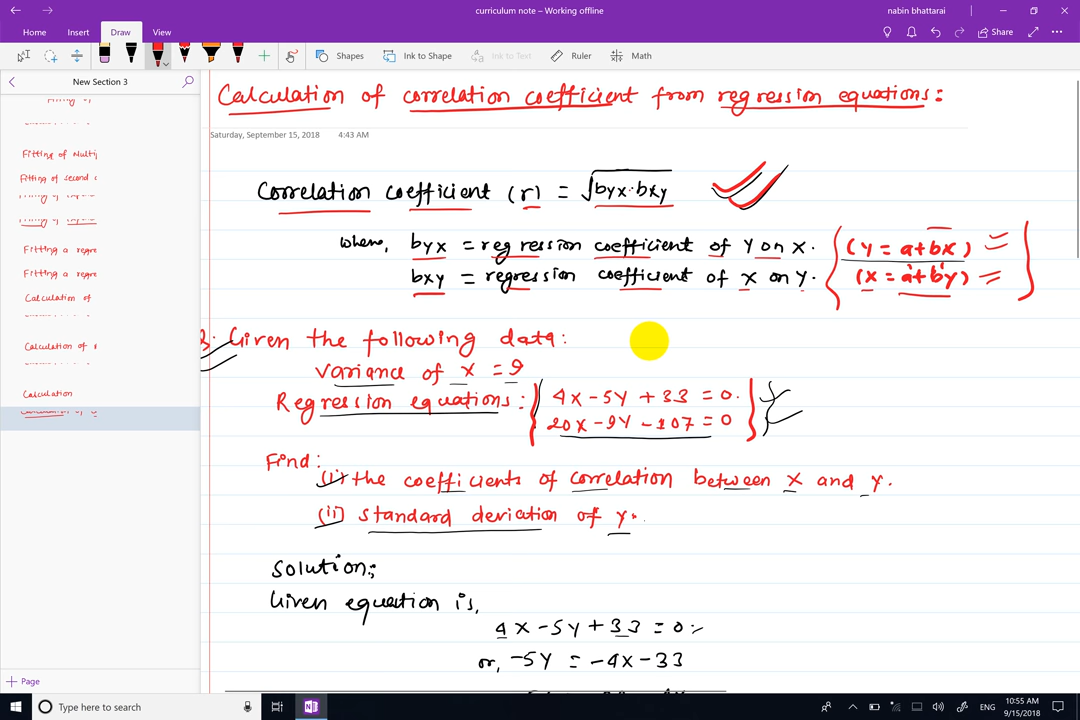 curriculum note – Working offline
nabin bhattarai
Home Insert Draw View
Share
Shapes Ink to Shape Ink to Text Ruler Math
New Section 3
Fitting of
Fitting of Multi
Fitting of second
Fitting a regre
Fitting a regre
Calculation of
Calculation of
Calculation
Page
Calculation of correlation coefficient from regression equations:
Saturday, September 15, 2018 4:43 AM
Correlation coefficient (r) = √byx·bxy
where, byx = regression coefficient of Y on X. (Y = a+bX)
bxy = regression coefficient of X on Y. (X = a'+b'Y)
Given the following data:
variance of X = 9
Regression equations: 4X - 5Y + 33 = 0.
20X - 9Y - 107 = 0
Find:
(i) the coefficients of correlation between X and Y.
(ii) standard deviation of Y.
Solution:
Given equation is,
4X - 5Y + 33 = 0
or, -5Y = -4X - 33
Type here to search
ENG
10:55 AM
9/15/2018